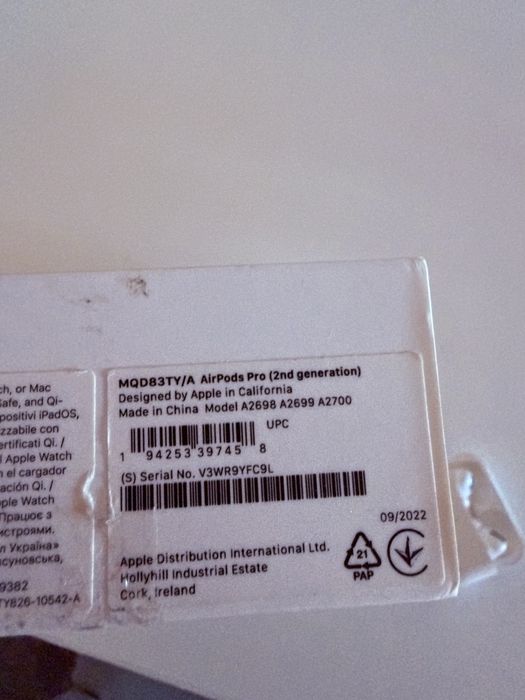 ch, or Mac
Safe, and Qi-
positivi iPadOS,
zzabile con
ertificati Qi. /
l Apple Watch
n el cargador
ación Qi. /
ple Watch
Працює з
истроями.
л Україна»
асуновська,
9382
TY826-10542-A
MQD83TY/A AirPods Pro (2nd generation)
Designed by Apple in California
Made in China Model A2698 A2699 A2700
UPC
1 94253 39745 8
(S) Serial No. V3WR9YFC9L
09/2022
Apple Distribution International Ltd.
Hollyhill Industrial Estate
Cork, Ireland
21
PAP